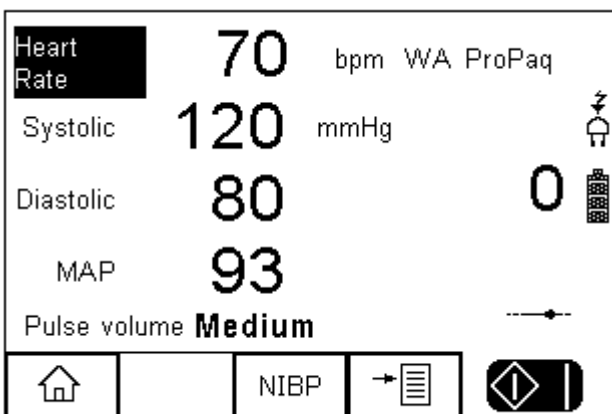 Heart
Rate 70 bpm WA ProPaq
Systolic 120 mmHg
Diastolic 80 0
MAP 93
Pulse volume Medium
NIBP